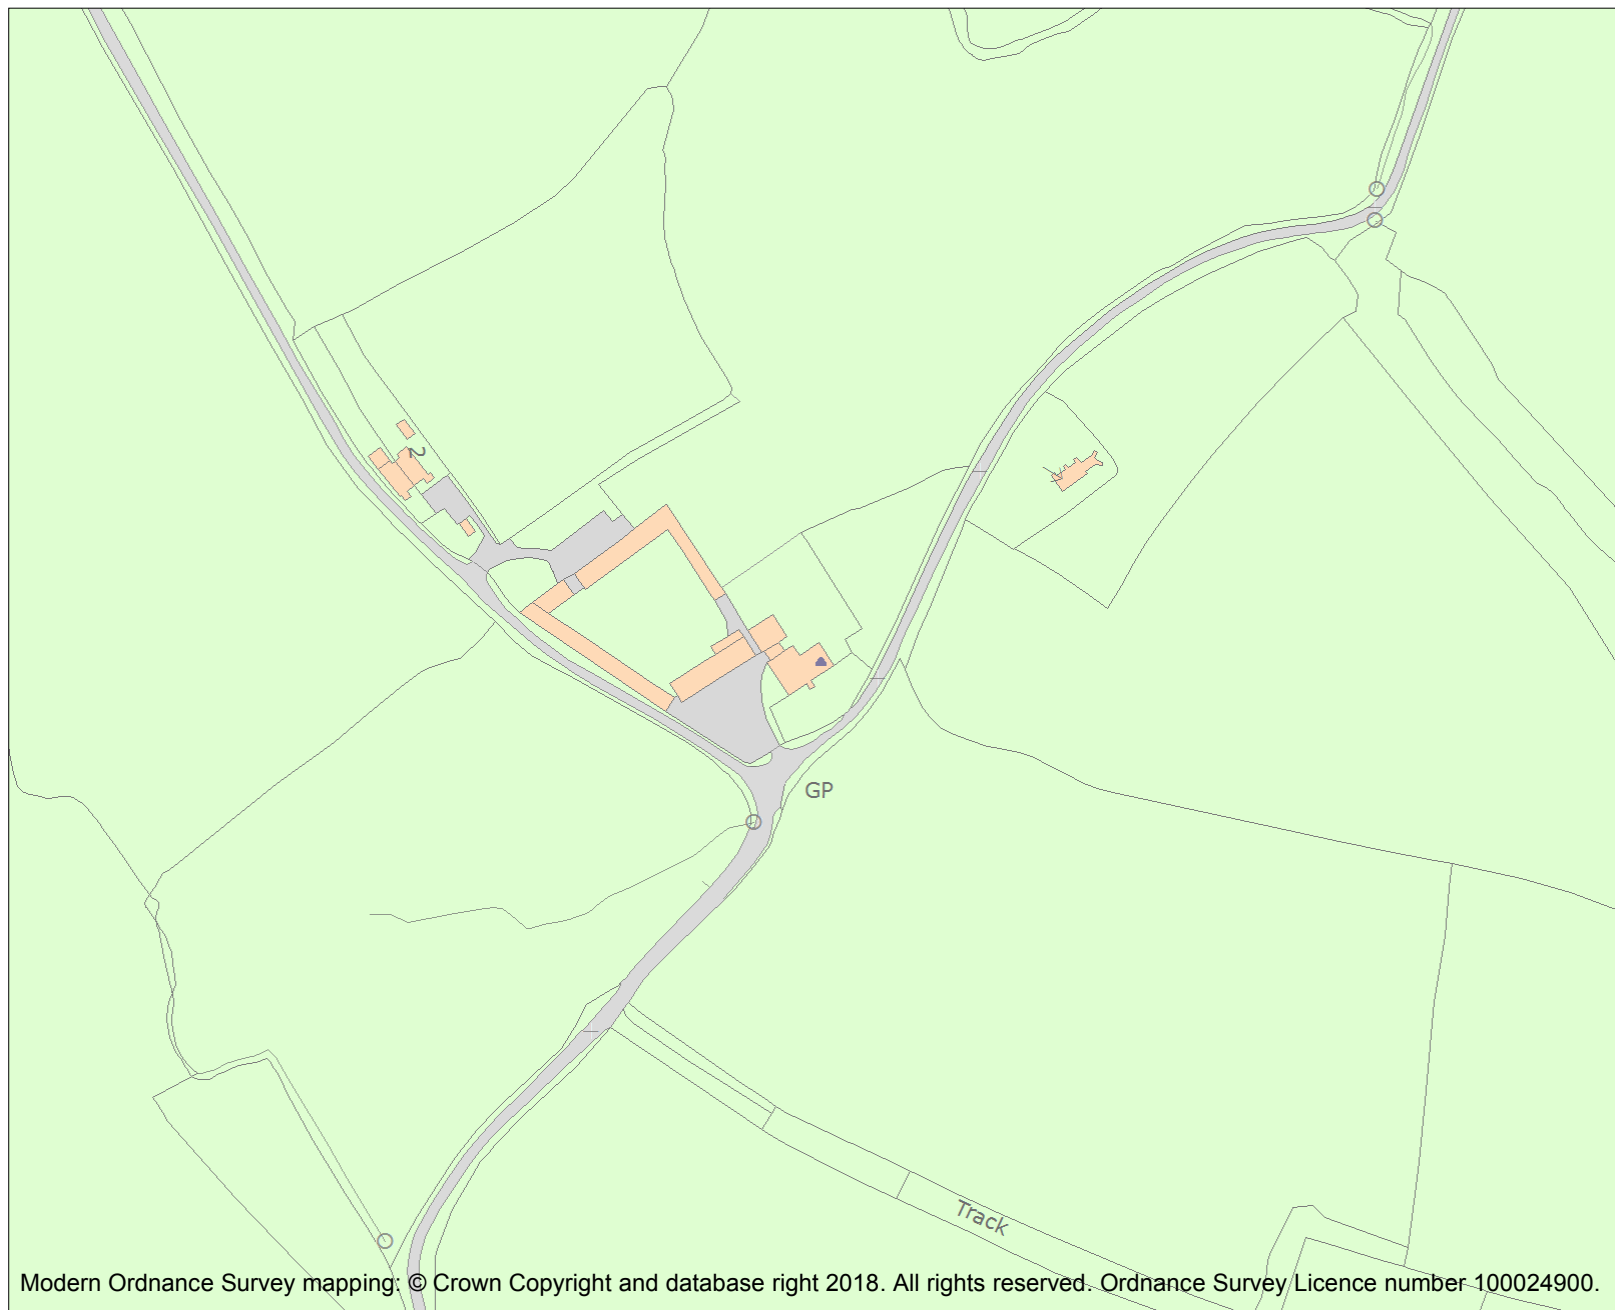 2
GP
Track
Modern Ordnance Survey mapping: © Crown Copyright and database right 2018. All rights reserved. Ordnance Survey Licence number 100024900.